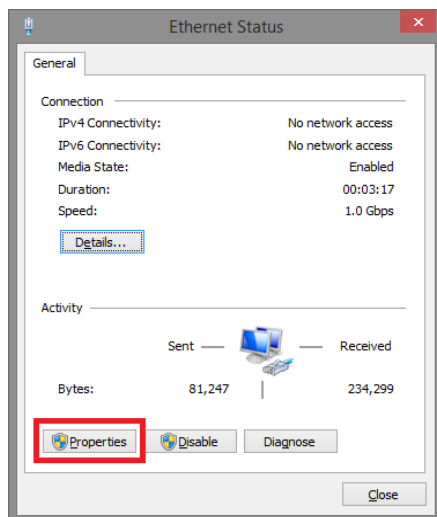 Ethernet Status
General
Connection
IPv4 Connectivity: No network access
IPv6 Connectivity: No network access
Media State: Enabled
Duration: 00:03:17
Speed: 1.0 Gbps
Details...
Activity
Sent Received
Bytes: 81,247 234,299
Properties Disable Diagnose
Close